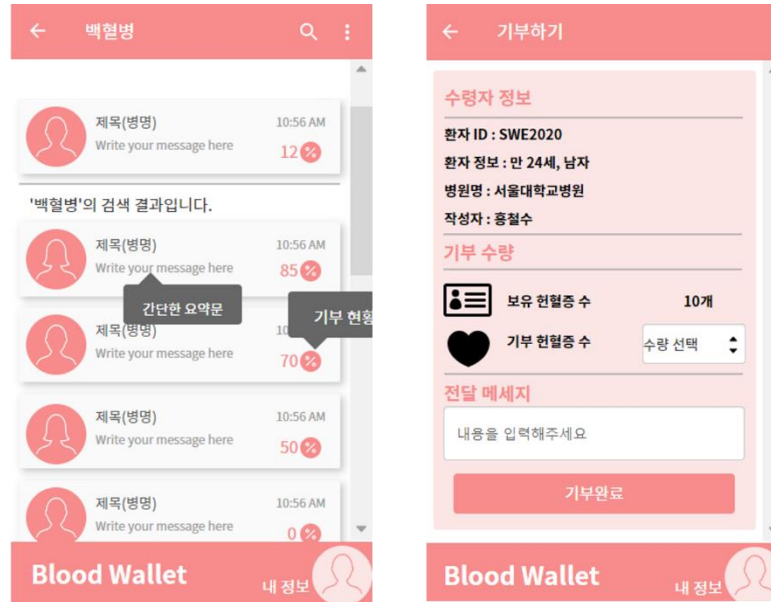 백혈병
제목(병명)
10:56 AM
Write your message here
12%
'백혈병'의 검색 결과입니다.
제목(병명)
10:56 AM
Write your message here
85%
간단한 요약문
기부 현황
제목(병명)
10
Write your message here
70%
제목(병명)
10:56 AM
Write your message here
50%
제목(병명)
10:56 AM
Write your message here
0%
Blood Wallet
내 정보
기부하기
수령자 정보
환자 ID : SWE2020
환자 정보 : 만 24세, 남자
병원명 : 서울대학교병원
작성자 : 홍철수
기부 수량
보유 헌혈증 수
10개
기부 헌혈증 수
수량 선택
전달 메세지
내용을 입력해주세요
기부완료
Blood Wallet
내 정보